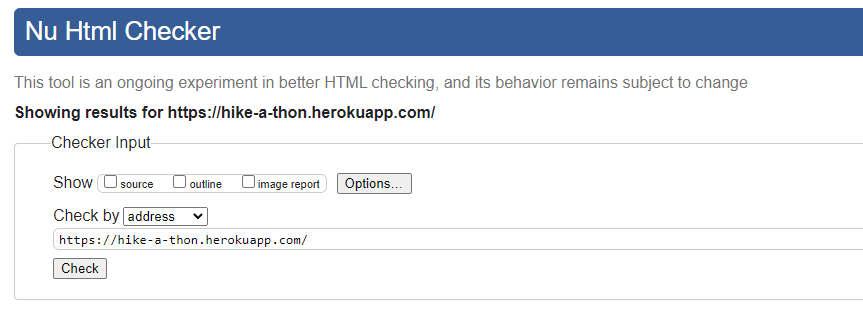 Nu Html Checker
This tool is an ongoing experiment in better HTML checking, and its behavior remains subject to change
Showing results for https://hike-a-thon.herokuapp.com/
Checker Input
Show source outline image report Options...
Check by address
https://hike-a-thon.herokuapp.com/
Check